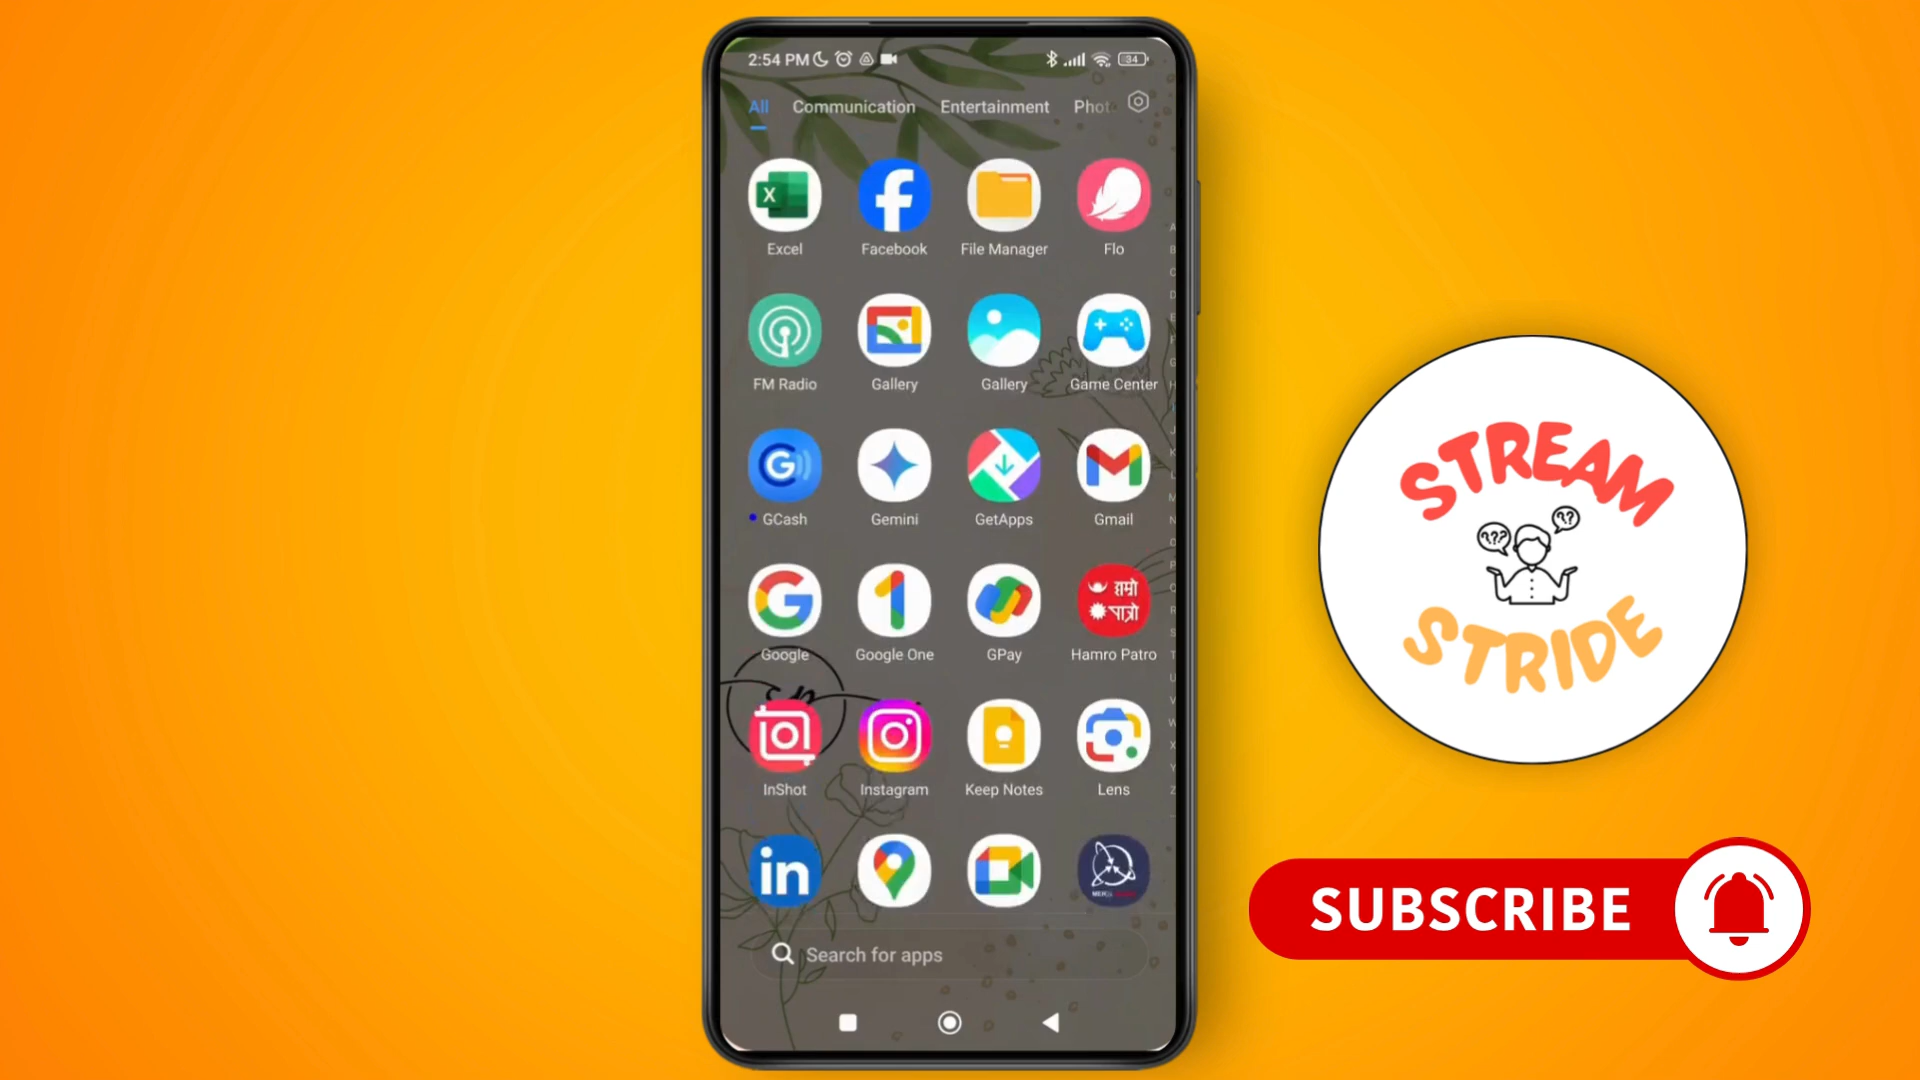 2:54 PM
34
All Communication Entertainment Phot
Excel Facebook File Manager Flo
FM Radio Gallery Gallery Game Center
GCash Gemini GetApps Gmail
हाम्रो
पात्रो
Google Google One GPay Hamro Patro
InShot Instagram Keep Notes Lens
in
Search for apps
STREAM
???
??
STRIDE
SUBSCRIBE